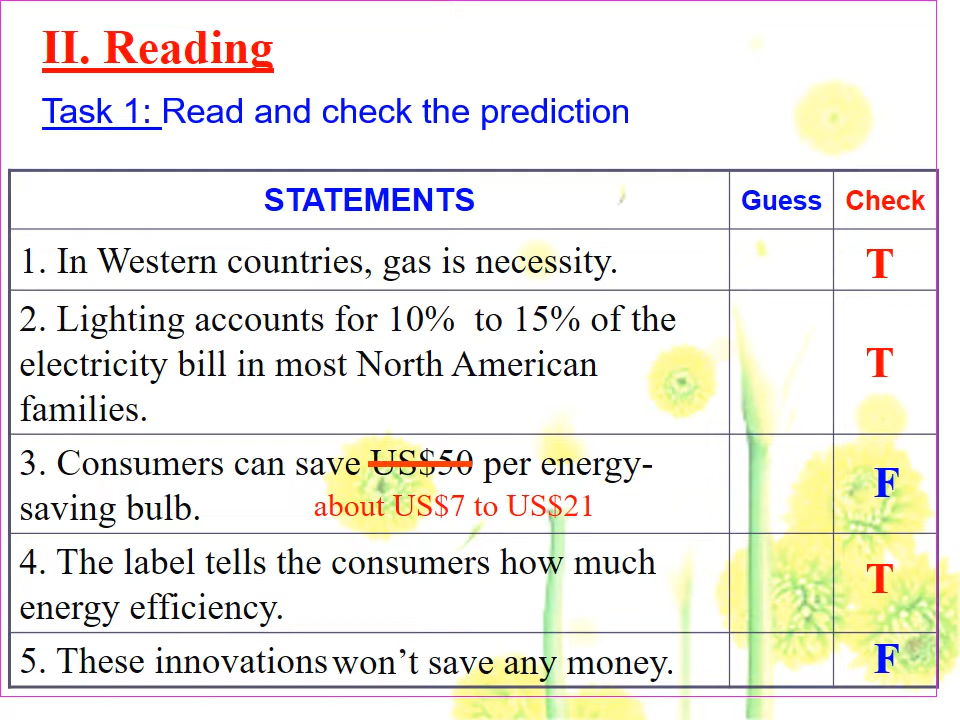 II. Reading
Task 1: Read and check the prediction
STATEMENTS Guess Check
1. In Western countries, gas is necessity. T
2. Lighting accounts for 10% to 15% of the
electricity bill in most North American
families.
T
3. Consumers can save US$50 per energy-
saving bulb.
about US$7 to US$21
F
4. The label tells the consumers how much
energy efficiency.
T
5. These innovations won’t save any money. F